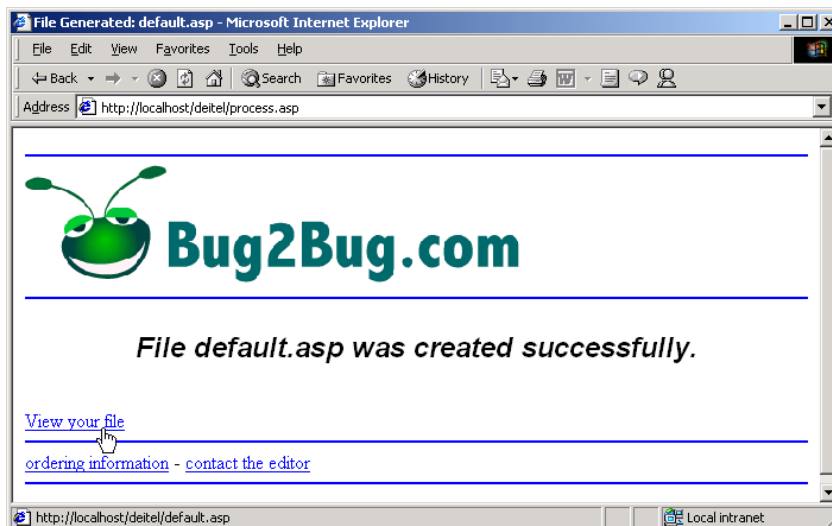 File Generated: default.asp - Microsoft Internet Explorer
File Edit View Favorites Tools Help
Back Search Favorites History
Address http://localhost/deitel/process.asp
Bug2Bug.com
File default.asp was created successfully.
View your file
ordering information - contact the editor
http://localhost/deitel/default.asp Local intranet